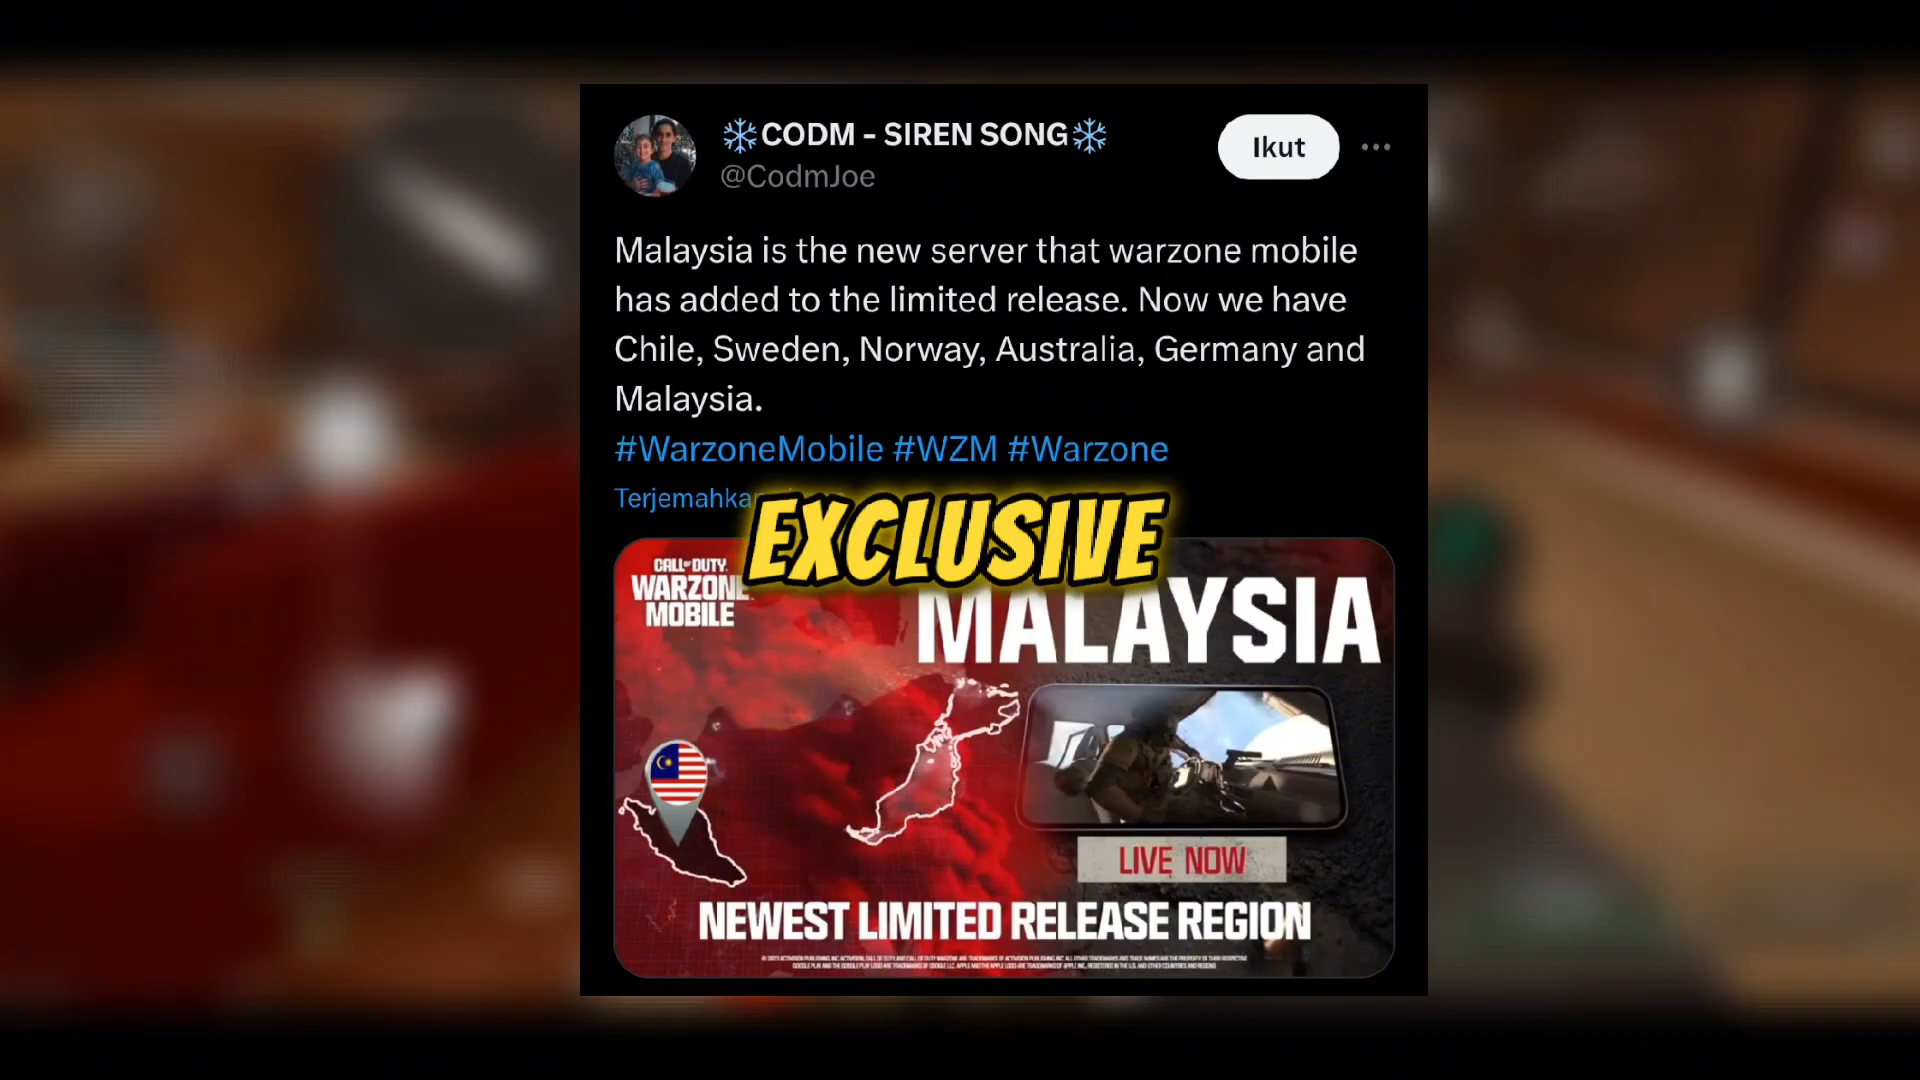 ❄CODM - SIREN SONG❄
@CodmJoe
Ikut
Malaysia is the new server that warzone mobile
has added to the limited release. Now we have
Chile, Sweden, Norway, Australia, Germany and
Malaysia.
#WarzoneMobile #WZM #Warzone
Terjemahka
EXCLUSIVE
CALL OF DUTY
WARZONE
MOBILE
MALAYSIA
LIVE NOW
NEWEST LIMITED RELEASE REGION